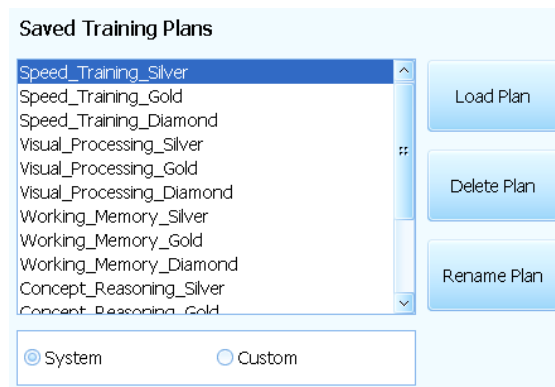 Saved Training Plans
Speed_Training_Silver
Speed_Training_Gold
Speed_Training_Diamond
Visual_Processing_Silver
Visual_Processing_Gold
Visual_Processing_Diamond
Working_Memory_Silver
Working_Memory_Gold
Working_Memory_Diamond
Concept_Reasoning_Silver
Concept_Reasoning_Gold
Load Plan
Delete Plan
Rename Plan
System
Custom